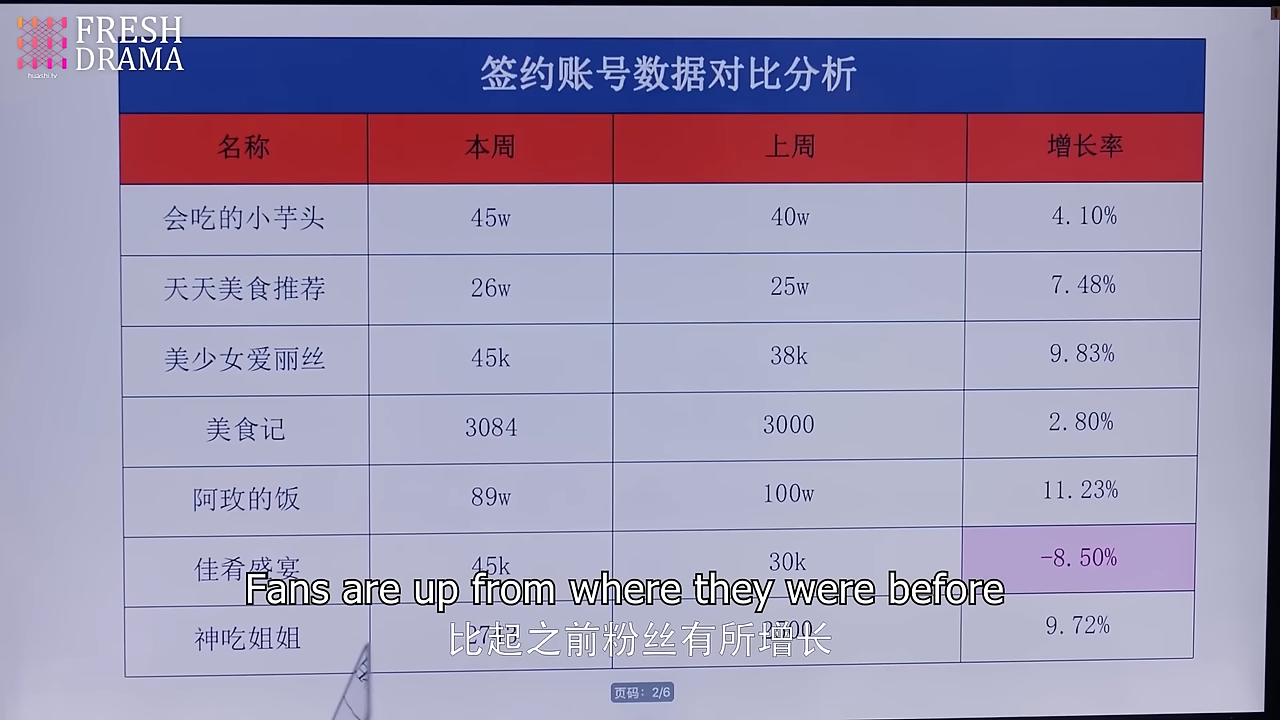 FRESH
DRAMA
huashi.tv
签约账号数据对比分析
名称 本周 上周 增长率
会吃的小芋头 45w 40w 4.10%
天天美食推荐 26w 25w 7.48%
美少女爱丽丝 45k 38k 9.83%
美食记 3084 3000 2.80%
阿玫的饭 89w 100w 11.23%
佳肴盛宴 45k 30k -8.50%
Fans are up from where they were before
神吃姐姐 9.72%
比起之前粉丝有所增长
页码：2/6